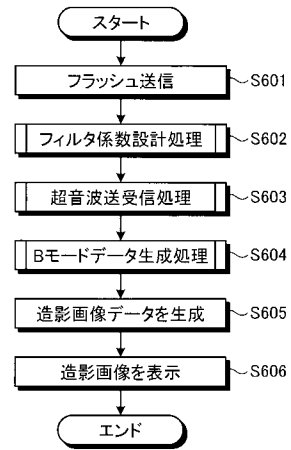 スタート
フラッシュ送信 S601
フィルタ係数設計処理 S602
超音波送受信処理 S603
Bモードデータ生成処理 S604
造影画像データを生成 S605
造影画像を表示 S606
エンド